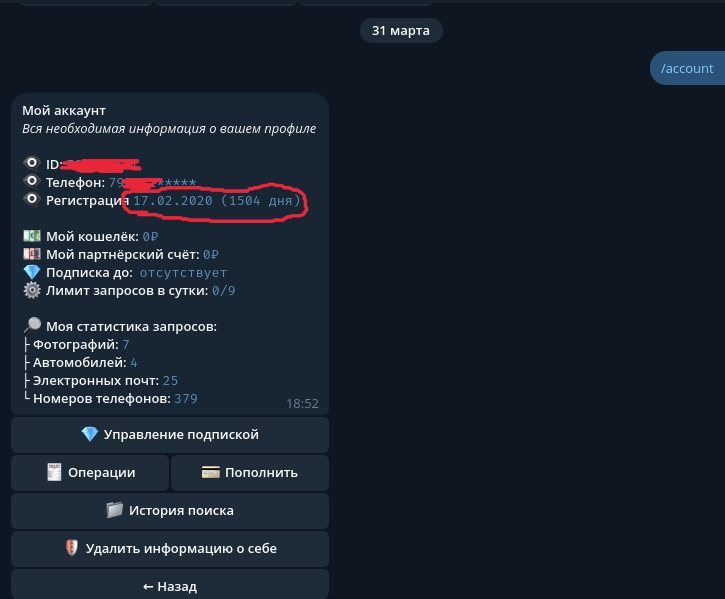 31 марта
/account
Мой аккаунт
Вся необходимая информация о вашем профиле
ID:
Телефон: 79 *****
Регистрация 17.02.2020 (1504 дня)
Мой кошелёк: 0₽
Мой партнёрский счёт: 0₽
Подписка до: отсутствует
Лимит запросов в сутки: 0/9
Моя статистика запросов:
├ Фотографий: 7
├ Автомобилей: 4
├ Электронных почт: 25
└ Номеров телефонов: 379
18:52
Управление подпиской
Операции
Пополнить
История поиска
Удалить информацию о себе
← Назад